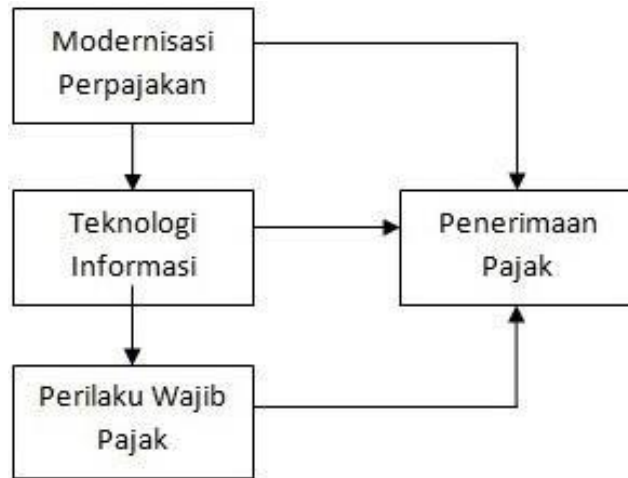 Modernisasi
Perpajakan
Teknologi
Informasi
Penerimaan
Pajak
Perilaku Wajib
Pajak